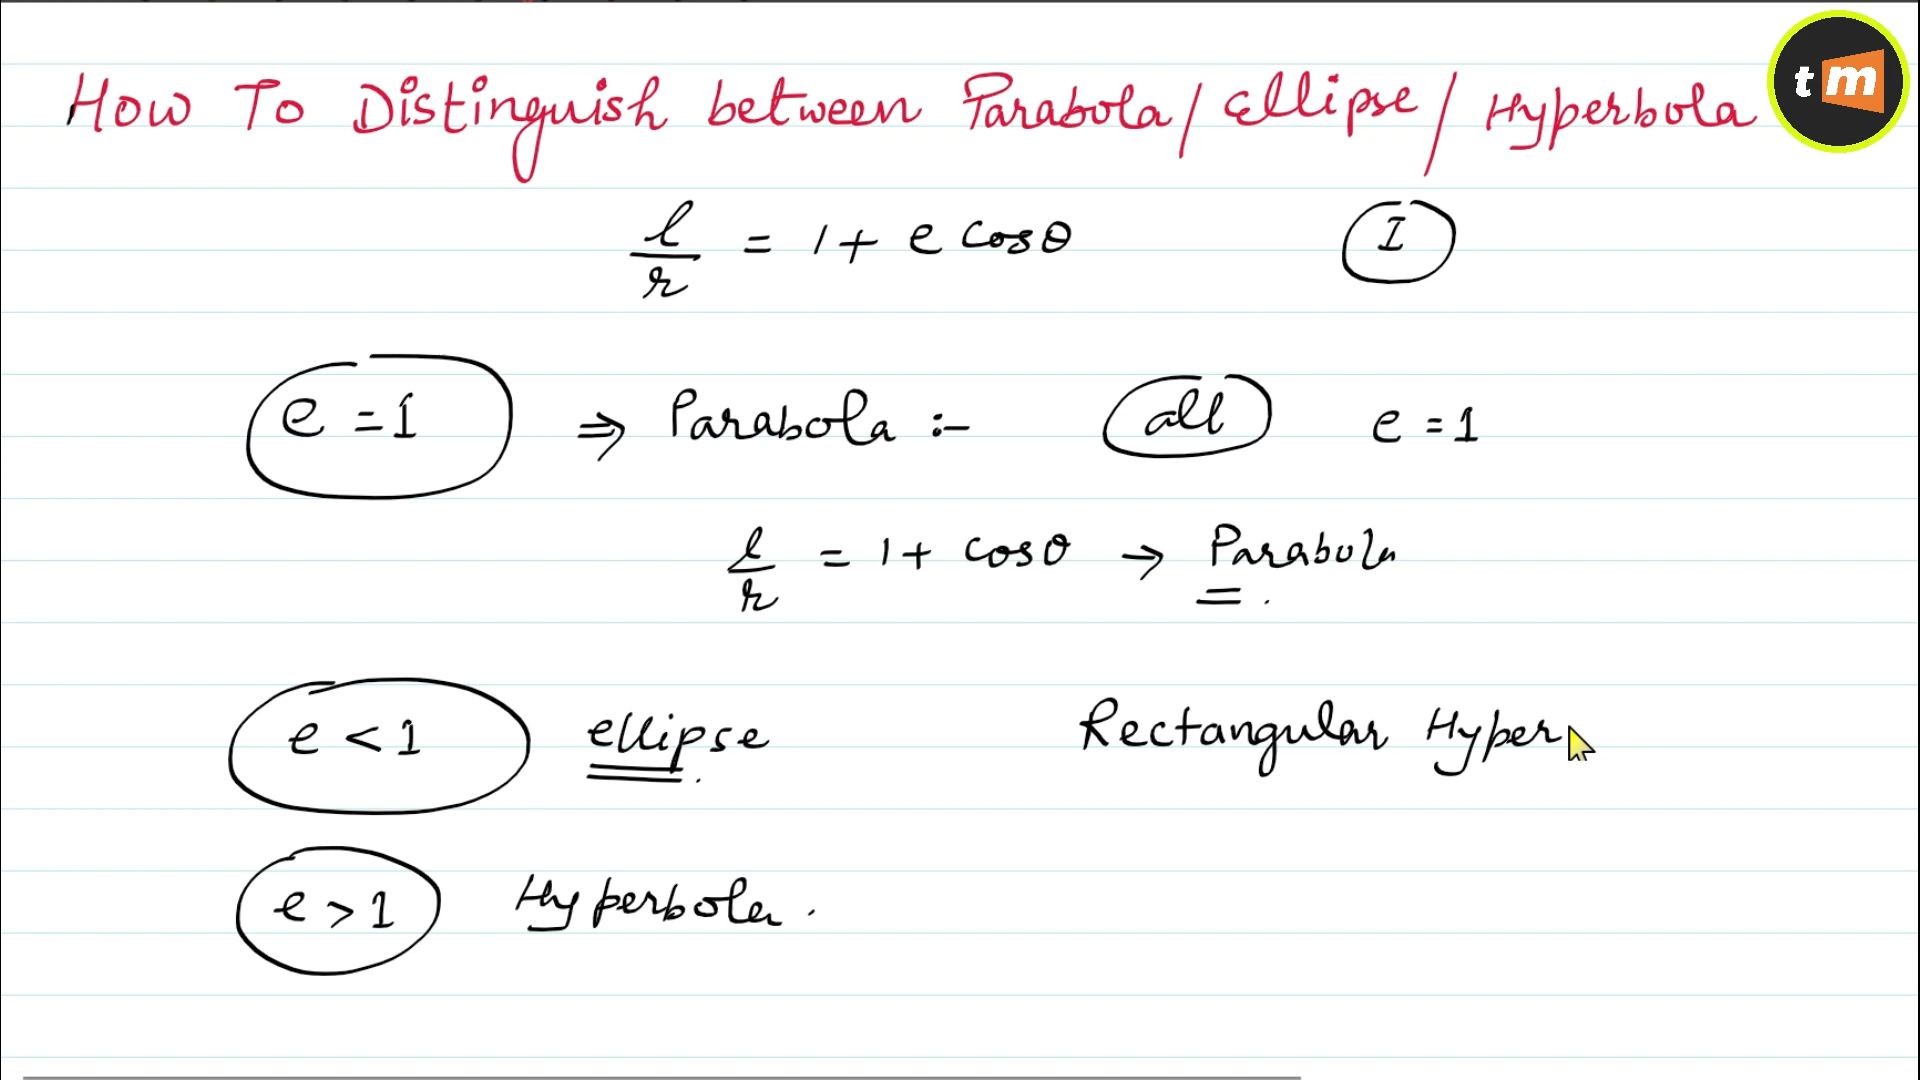 How To Distinguish between Parabola / Ellipse / Hyperbola
tm
l/r = 1 + e cosθ I
e = 1 ⇒ Parabola :- all e = 1
l/r = 1 + cosθ → Parabola
e < 1 ellipse. Rectangular Hyper
e > 1 Hyperbola.